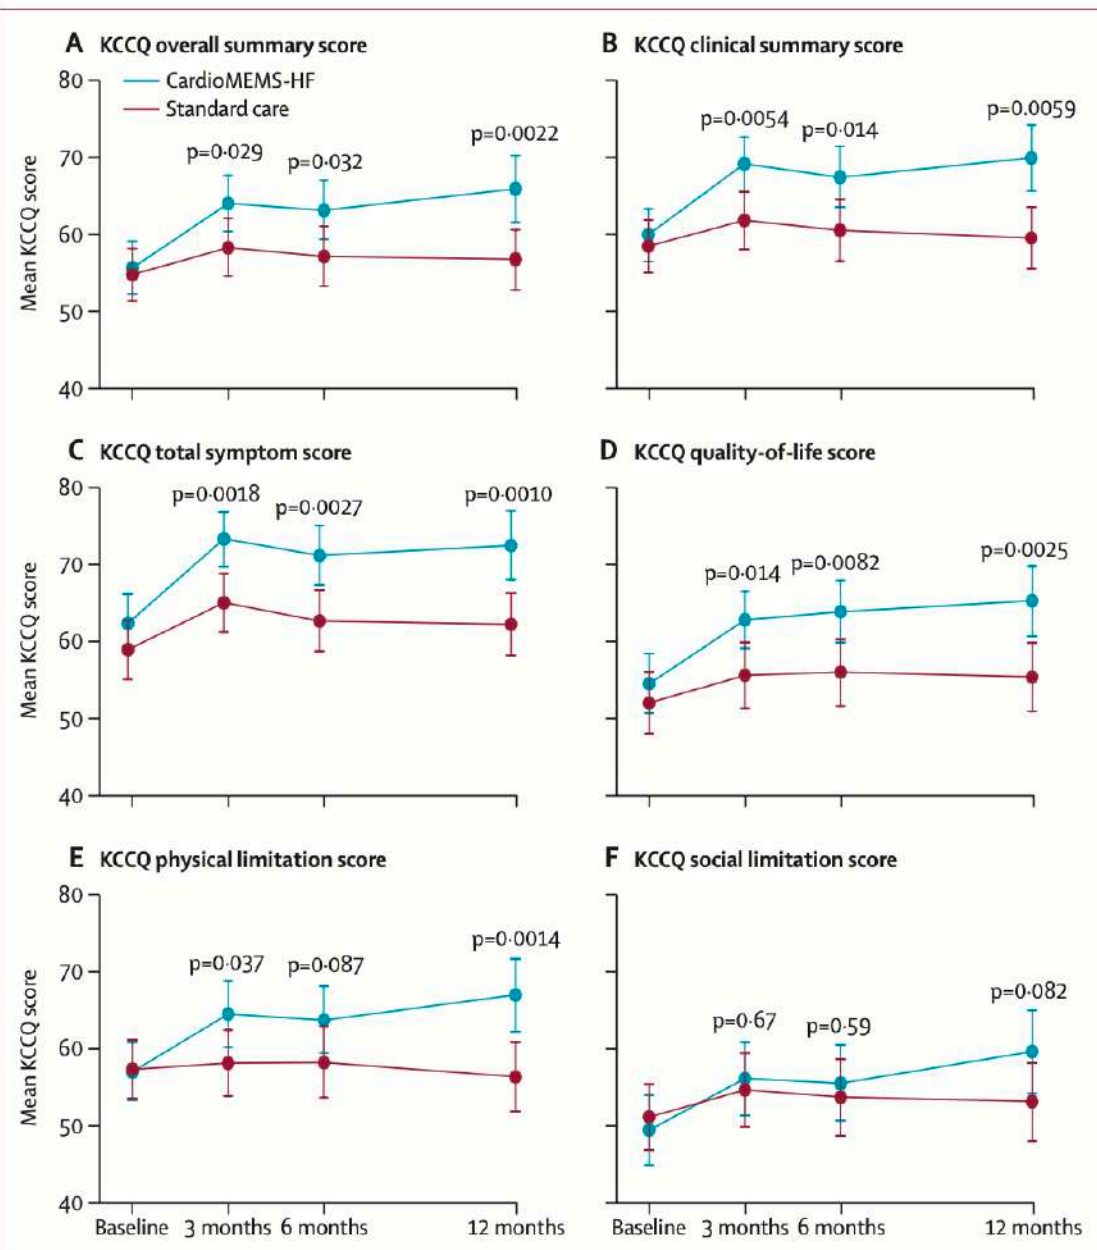 A KCCQ overall summary score
CardioMEMS-HF
Standard care
80
70
60
50
40
Mean KCCQ score
p=0·029
p=0·032
p=0·0022
B KCCQ clinical summary score
p=0·0054
p=0·014
p=0.0059
C KCCQ total symptom score
80
70
60
50
40
Mean KCCQ score
p=0·0018
p=0·0027
p=0·0010
D KCCQ quality-of-life score
p=0·014
p=0·0082
p=0·0025
E KCCQ physical limitation score
80
70
60
50
40
Mean KCCQ score
p=0·037
p=0·087
p=0·0014
Baseline 3 months 6 months 12 months
F KCCQ social limitation score
p=0·67
p=0·59
p=0·082
Baseline 3 months 6 months 12 months